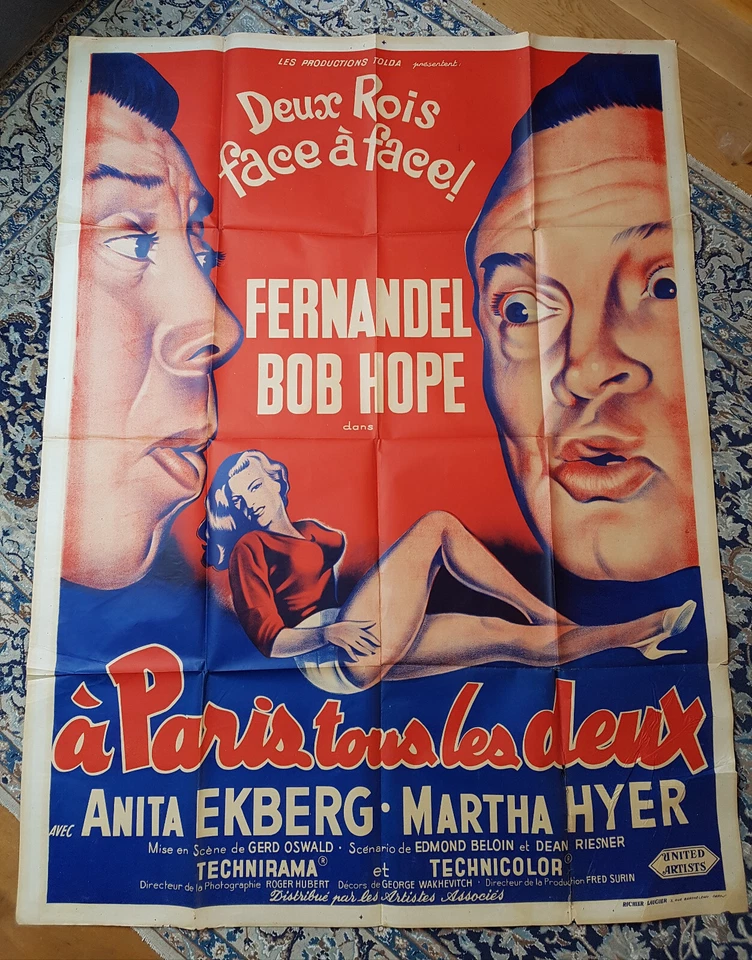 LES PRODUCTIONS TOLDA présentent:
Deux Rois
face à face!
FERNANDEL
BOB HOPE
dans
à Paris tous les deux
AVEC ANITA EKBERG • MARTHA HYER
Mise en Scène de GERD OSWALD • Scénario de EDMOND BELOIN et DEAN RIESNER
TECHNIRAMA® et TECHNICOLOR®
Directeur de la Photographie ROGER HUBERT Décors de GEORGE WAKHEVITCH • Directeur de la Production FRED SURIN
Distribué par les Artistes Associés
UNITED
ARTISTS
RICHIER LAUGIER